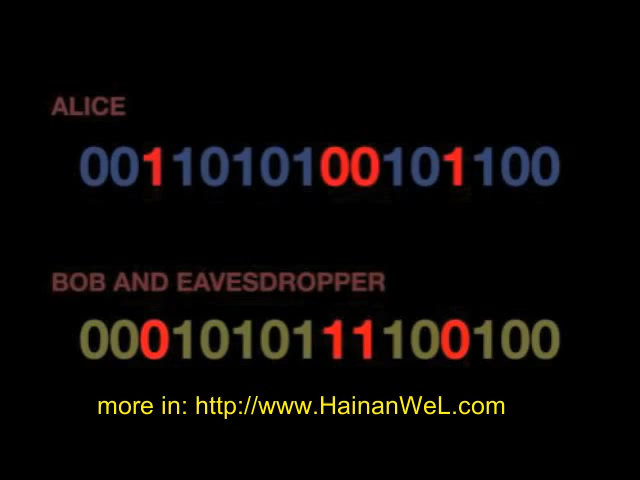 ALICE
0011010100101100
BOB AND EAVESDROPPER
0001010111100100
more in: http://www.HainanWeL.com